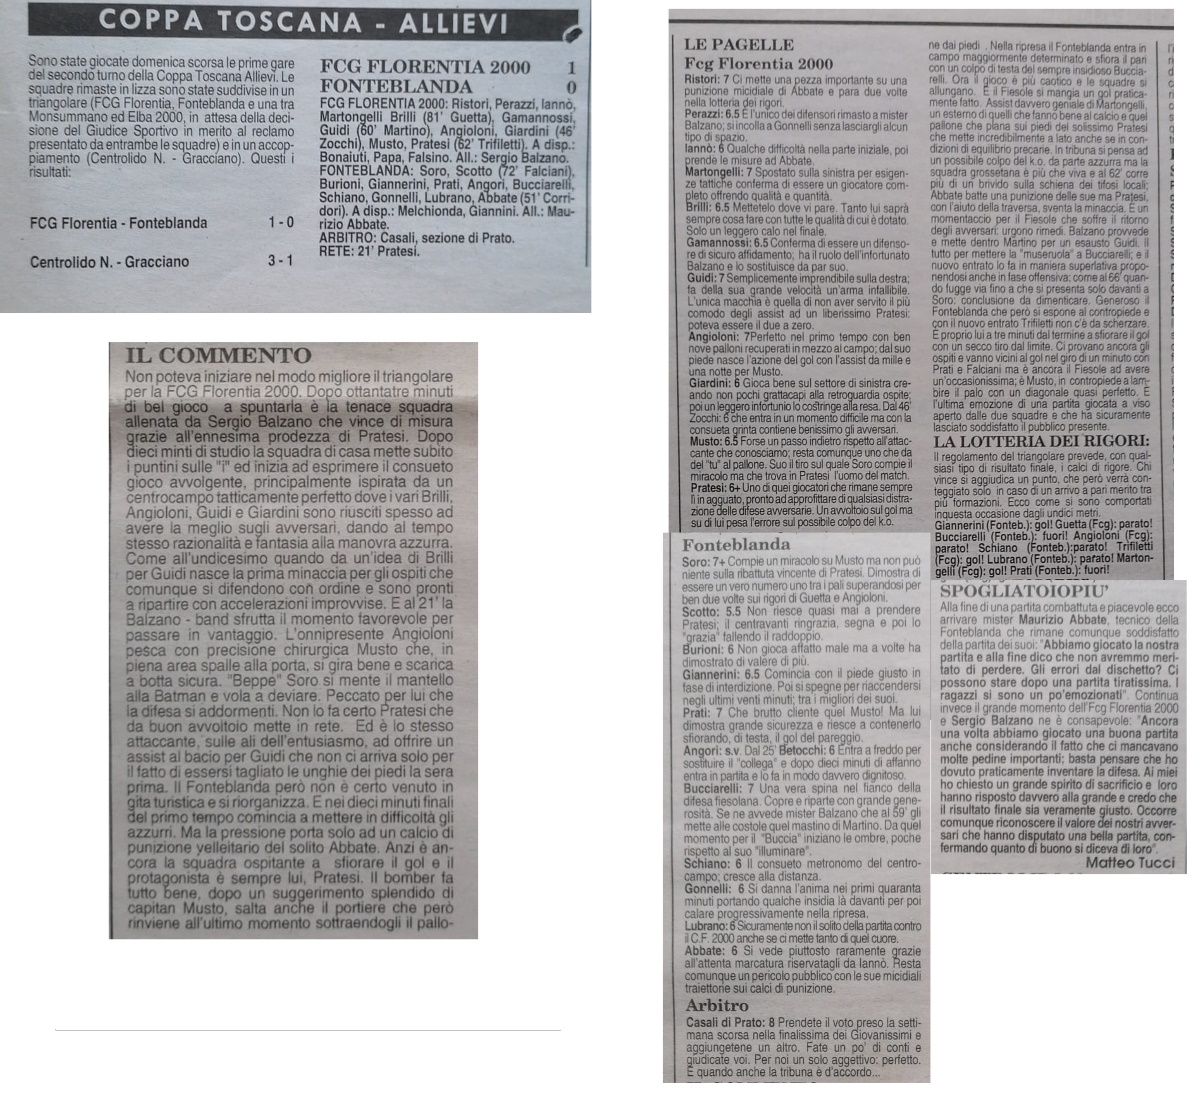 COPPA TOSCANA - ALLIEVI
Sono state giocate domenica scorsa le prime gare
del secondo turno della Coppa Toscana Allievi. Le
squadre rimaste in lizza sono state suddivise in un
triangolare (FCG Florentia, Fonteblanda e una tra
Monsummano ed Elba 2000, in attesa della deci-
sione del Giudice Sportivo in merito al reclamo
presentato da entrambe le squadre) e in un accop-
piamento (Centrolido N. - Gracciano). Questi i
risultati:
FCG Florentia - Fonteblanda 1 - 0
Centrolido N. - Gracciano 3 - 1
FCG FLORENTIA 2000 1
FONTEBLANDA 0
FCG FLORENTIA 2000: Ristori, Perazzi, Iannò,
Martongelli Brilli (81' Guetta), Gamannossi,
Guidi (60' Martino), Angioloni, Giardini (46'
Zocchi), Musto, Pratesi (62' Trifiletti). A disp.:
Bonaiuti, Papa, Falsino. All.: Sergio Balzano.
FONTEBLANDA: Soro, Scotto (72' Falciani),
Burioni, Giannerini, Prati, Angori, Bucciarelli,
Schiano, Gonnelli, Lubrano, Abbate (51' Corri-
dori). A disp.: Melchionda, Giannini. All.: Mau-
rizio Abbate.
ARBITRO: Casali, sezione di Prato.
RETE: 21' Pratesi.
IL COMMENTO
Non poteva iniziare nel modo migliore il triangolare
per la FCG Florentia 2000. Dopo ottantatre minuti
di bel gioco a spuntarla è la tenace squadra
allenata da Sergio Balzano che vince di misura
grazie all'ennesima prodezza di Pratesi. Dopo
dieci minti di studio la squadra di casa mette subito
i puntini sulle "i" ed inizia ad esprimere il consueto
gioco avvolgente, principalmente ispirata da un
centrocampo tatticamente perfetto dove i vari Brilli,
Angioloni, Guidi e Giardini sono riusciti spesso ad
avere la meglio sugli avversari, dando al tempo
stesso razionalità e fantasia alla manovra azzurra.
Come all'undicesimo quando da un'idea di Brilli
per Guidi nasce la prima minaccia per gli ospiti che
comunque si difendono con ordine e sono pronti
a ripartire con accelerazioni improvvise. E al 21' la
Balzano - band sfrutta il momento favorevole per
passare in vantaggio. L'onnipresente Angioloni
pesca con precisione chirurgica Musto che, in
piena area spalle alla porta, si gira bene e scarica
a botta sicura. "Beppe" Soro si mente il mantello
alla Batman e vola a deviare. Peccato per lui che
la difesa si addormenti. Non lo fa certo Pratesi che
da buon avvoltoio mette in rete. Ed è lo stesso
attaccante, sulle ali dell'entusiasmo, ad offrire un
assist al bacio per Guidi che non ci arriva solo per
il fatto di essersi tagliato le unghie dei piedi la sera
prima. Il Fonteblanda però non è certo venuto in
gita turistica e si riorganizza. E nei dieci minuti finali
del primo tempo comincia a mettere in difficoltà gli
azzurri. Ma la pressione porta solo ad un calcio di
punizione velleitario del solito Abbate. Anzi è an-
cora la squadra ospitante a sfiorare il gol e il
protagonista è sempre lui, Pratesi. Il bomber fa
tutto bene, dopo un suggerimento splendido di
capitan Musto, salta anche il portiere che però
rinviene all'ultimo momento sottraendogli il pallo-
LE PAGELLE
Fcg Florentia 2000
Ristori: 7 Ci mette una pezza importante su una
punizione micidiale di Abbate e para due volte
nella lotteria dei rigori.
Perazzi: 6.5 È l'unico dei difensori rimasto a mister
Balzano; si incolla a Gonnelli senza lasciargli alcun
tipo di spazio.
Iannò: 6 Qualche difficoltà nella parte iniziale, poi
prende le misure ad Abbate.
Martongelli: 7 Spostato sulla sinistra per esigen-
ze tattiche conferma di essere un giocatore com-
pleto offrendo qualità e quantità.
Brilli: 6.5 Mettetelo dove vi pare. Tanto lui saprà
sempre cosa fare con tutte le qualità di cui è dotato.
Solo un leggero calo nel finale.
Gamannossi: 6.5 Conferma di essere un difenso-
re di sicuro affidamento; ha il ruolo dell'infortunato
Balzano e lo sostituisce da par suo.
Guidi: 7 Semplicemente imprendibile sulla destra;
fa della sua grande velocità un'arma infallibile.
L'unica macchia è quella di non aver servito il più
comodo degli assist ad un liberissimo Pratesi:
poteva essere il due a zero.
Angioloni: 7Perfetto nel primo tempo con ben
nove palloni recuperati in mezzo al campo; dal suo
piede nasce l'azione del gol con l'assist da mille e
una notte per Musto.
Giardini: 6 Gioca bene sul settore di sinistra cre-
ando non pochi grattacapi alla retroguardia ospite;
poi un leggero infortunio lo costringe alla resa. Dal 46'
Zocchi: 6 che entra in un momento difficile ma con la
consueta grinta contiene benissimo gli avversari.
Musto: 6.5 Forse un passo indietro rispetto all'attac-
cante che conosciamo; resta comunque uno che da
del "tu" al pallone. Suo il tiro sul quale Soro compie il
miracolo ma che trova in Pratesi l'uomo del match.
Pratesi: 6+ Uno di quei giocatori che rimane sempre
lì in agguato, pronto ad approfittare di qualsiasi distra-
zione delle difese avversarie. Un avvoltoio sul gol ma
su di lui pesa l'errore sul possibile colpo del k.o.
Fonteblanda
Soro: 7+ Compie un miracolo su Musto ma non può
niente sulla ribattuta vincente di Pratesi. Dimostra di
essere un vero numero uno tra i pali superandosi per
ben due volte sui rigori di Guetta e Angioloni.
Scotto: 5.5 Non riesce quasi mai a prendere
Pratesi; il centravanti ringrazia, segna e poi lo
"grazia" fallendo il raddoppio.
Burioni: 6 Non gioca affatto male ma a volte ha
dimostrato di valere di più.
Giannerini: 6.5 Comincia con il piede giusto in
fase di interdizione. Poi si spegne per riaccendersi
negli ultimi venti minuti; tra i migliori dei suoi.
Prati: 7 Che brutto cliente quel Musto! Ma lui
dimostra grande sicurezza e riesce a contenerlo
sfiorando, di testa, il gol del pareggio.
Angori: s.v. Dal 25' Betocchi: 6 Entra a freddo per
sostituire il "collega" e dopo dieci minuti di affanno
entra in partita e lo fa in modo davvero dignitoso.
Bucciarelli: 7 Una vera spina nel fianco della
difesa fiesolana. Copre e riparte con grande gene-
rosità. Se ne avvede mister Balzano che al 59' gli
mette alle costole quel mastino di Martino. Da quel
momento per il "Buccia" iniziano le ombre, poche
rispetto al suo "illuminare".
Schiano: 6 Il consueto metronomo del centro-
campo; cresce alla distanza.
Gonnelli: 6 Si danna l'anima nei primi quaranta
minuti portando qualche insidia là davanti per poi
calare progressivamente nella ripresa.
Lubrano: 6 Sicuramente non il solito della partita contro
il C.F. 2000 anche se ci mette tanto di quel cuore.
Abbate: 6 Si vede piuttosto raramente grazie
all'attenta marcatura riservatagli da Iannò. Resta
comunque un pericolo pubblico con le sue micidiali
traiettorie sui calci di punizione.
Arbitro
Casali di Prato: 8 Prendete il voto preso la setti-
mana scorsa nella finalissima dei Giovanissimi e
aggiungetene un altro. Fate un po' di conti e
giudicate voi. Per noi un solo aggettivo: perfetto.
E quando anche la tribuna è d'accordo...
ne dai piedi . Nella ripresa il Fonteblanda entra in
campo maggiormente determinato e sfiora il pari
con un colpo di testa del sempre insidioso Buccia-
relli. Ora il gioco è più caotico e le squadre si
allungano. E il Fiesole si mangia un gol pratica-
mente fatto. Assist davvero geniale di Martongelli,
un esterno di quelli che fanno bene al calcio e quel
pallone che plana sui piedi del solissimo Pratesi
che mette incredibilmente a lato anche se in con-
dizioni di equilibrio precarie. In tribuna si pensa ad
un possibile colpo del k.o. da parte azzurra ma la
squadra grossetana è più che viva e al 62' corre
più di un brivido sulla schiena dei tifosi locali;
Abbate batte una punizione delle sue ma Pratesi,
con l'aiuto della traversa, sventa la minaccia. È un
momentaccio per il Fiesole che soffre il ritorno
degli avversari: urgono rimedi. Balzano provvede
e mette dentro Martino per un esausto Guidi. Il
tutto per mettere la "museruola" a Bucciarelli; e il
nuovo entrato lo fa in maniera superlativa propo-
nendosi anche in fase offensiva; come al 66' quan-
do fugge via fino a che si presenta solo davanti a
Soro: conclusione da dimenticare. Generoso il
Fonteblanda che però si espone al contropiede e
con il nuovo entrato Trifiletti non c'è da scherzare.
È proprio lui a tre minuti dal termine a sfiorare il gol
con un secco tiro dal limite. Ci provano ancora gli
ospiti e vanno vicini al gol nel giro di un minuto con
Prati e Falciani ma è ancora il Fiesole ad avere
un'occasionissima; è Musto, in contropiede a lam-
bire il palo con un diagonale quasi perfetto. È
l'ultima emozione di una partita giocata a viso
aperto dalle due squadre e che ha sicuramente
lasciato soddisfatto il pubblico presente.
LA LOTTERIA DEI RIGORI:
Il regolamento del triangolare prevede, con qual-
siasi tipo di risultato finale, i calci di rigore. Chi
vince si aggiudica un punto, che però verrà con-
teggiato solo in caso di un arrivo a pari merito tra
più formazioni. Ecco come si sono comportati
inquesta occasione dagli undici metri.
Giannerini (Fonteb.): gol! Guetta (Fcg): parato!
Bucciarelli (Fonteb.): fuori! Angioloni (Fcg):
parato! Schiano (Fonteb.):parato! Trifiletti
(Fcg): gol! Lubrano (Fonteb.): parato! Marton-
gelli (Fcg): gol! Prati (Fonteb.): fuori!
SPOGLIATOIOPIU'
Alla fine di una partita combattuta e piacevole ecco
arrivare mister Maurizio Abbate, tecnico della
Fonteblanda che rimane comunque soddisfatto
della partita dei suoi: "Abbiamo giocato la nostra
partita e alla fine dico che non avremmo meri-
tato di perdere. Gli errori dal dischetto? Ci
possono stare dopo una partita tiratissima. I
ragazzi si sono un po'emozionati". Continua
invece il grande momento dell'Fcg Florentia 2000
e Sergio Balzano ne è consapevole: "Ancora
una volta abbiamo giocato una buona partita
anche considerando il fatto che ci mancavano
molte pedine importanti; basta pensare che ho
dovuto praticamente inventare la difesa. Ai miei
ho chiesto un grande spirito di sacrificio e loro
hanno risposto davvero alla grande e credo che
il risultato finale sia veramente giusto. Occorre
comunque riconoscere il valore dei nostri avver-
sari che hanno disputato una bella partita, con-
fermando quanto di buono si diceva di loro".
Matteo Tucci